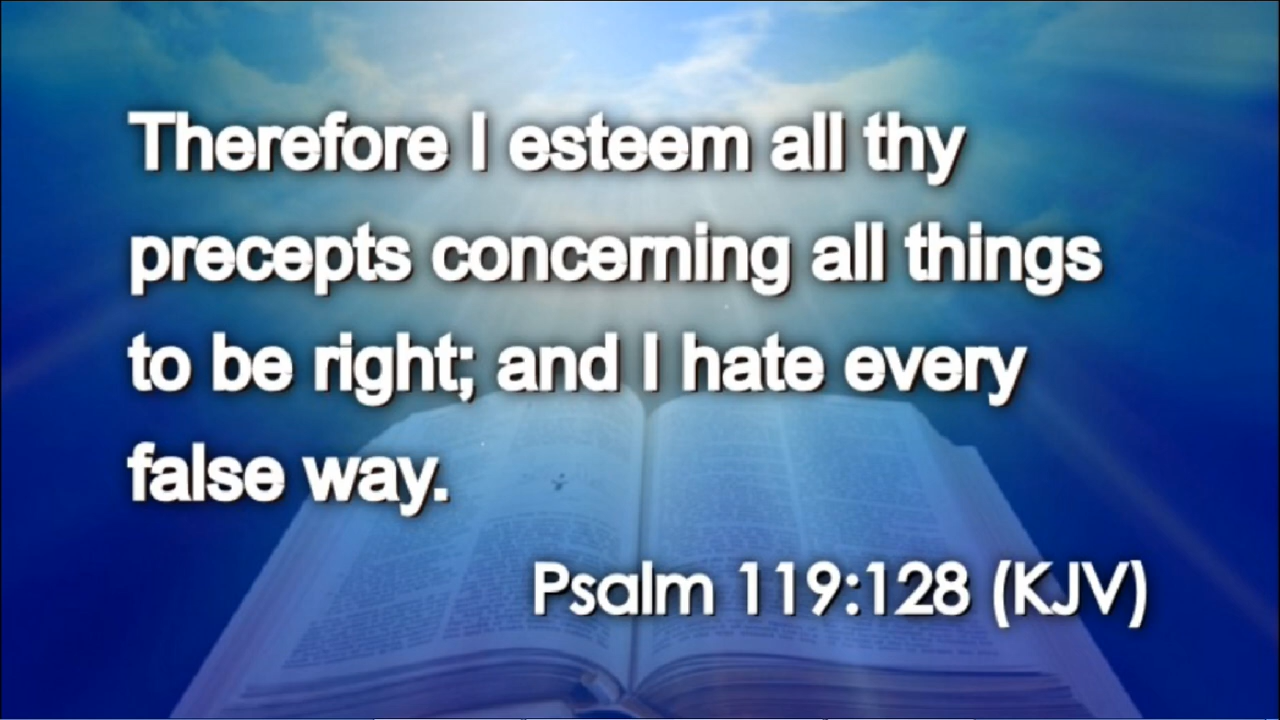 Therefore I esteem all thy
precepts concerning all things
to be right; and I hate every
false way.
Psalm 119:128 (KJV)